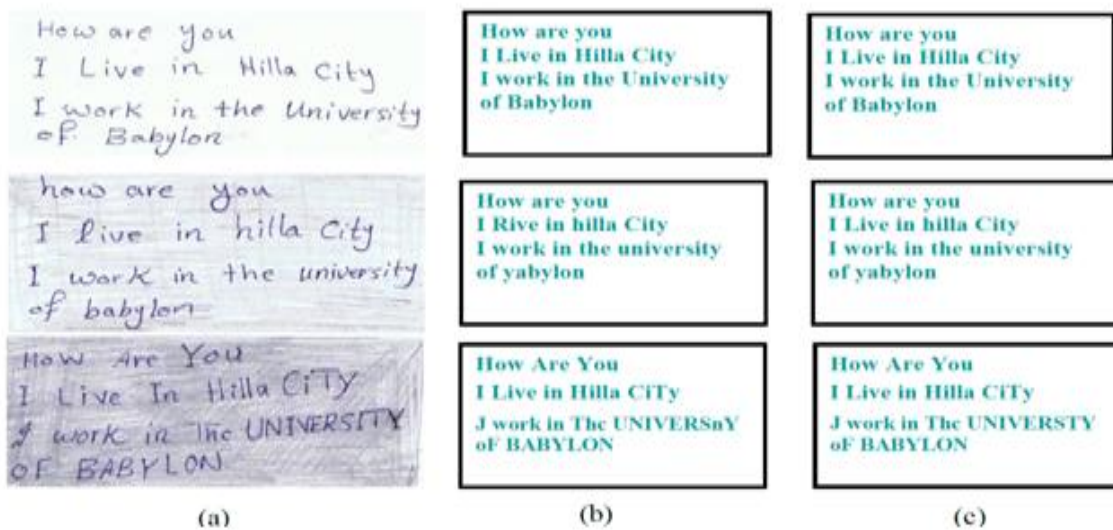 How are you
I Live in Hilla City
I work in the University
of Babylon
How are you
I Live in Hilla City
I work in the University
of Babylon
How are you
I Live in Hilla City
I work in the University
of Babylon
how are you
I live in hilla City
I work in the university
of babylon
How are you
I Rive in hilla City
I work in the university
of yabylon
How are you
I Live in hilla City
I work in the university
of yabylon
How Are You
I Live In Hilla CiTy
I work in The UNIVERSITY
oF BABYLON
How Are You
I Live in Hilla CiTy
J work in Thc UNIVERSnY
oF BABYLON
How Are You
I Live in Hilla CiTy
J work in Thc UNIVERSTY
oF BABYLON
(a)
(b)
(c)